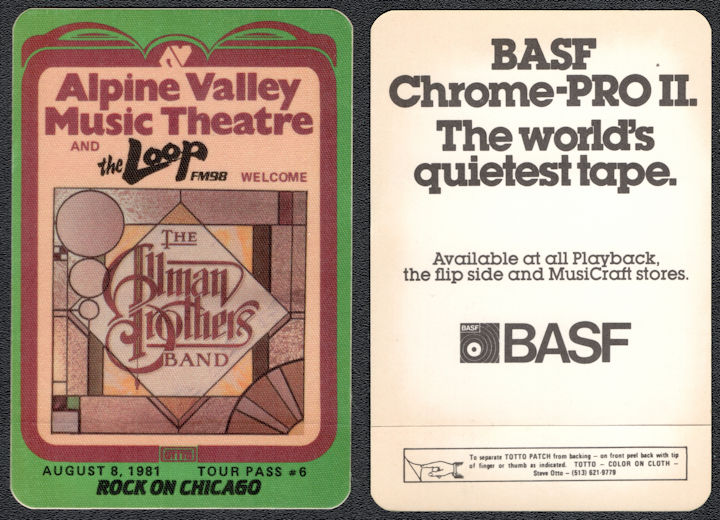 AV
Alpine Valley
Music Theatre
AND
the Loop
FM98 WELCOME
THE
Allman
Brothers
BAND
AUGUST 8, 1981 TOUR PASS #6
ROCK ON CHICAGO
BASF
Chrome-PRO II.
The world's
quietest tape.
Available at all Playback,
the flip side and MusiCraft stores.
BASF
BASF
To separate TOTTO PATCH from backing – on front peel back with tip
of finger or thumb as indicated. TOTTO – COLOR ON CLOTH –
Steve Otto – (513) 621-9779